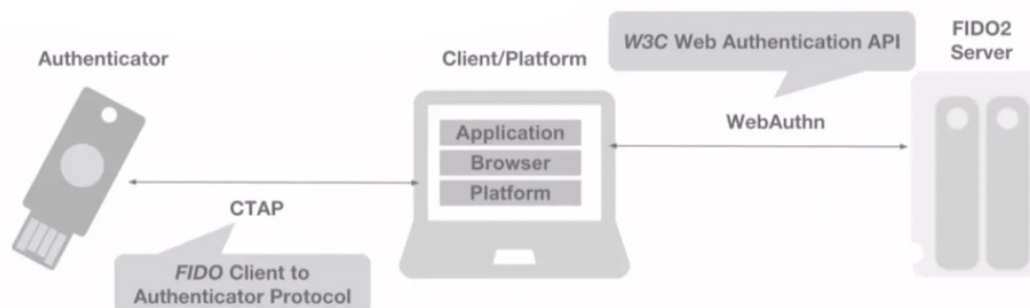 Authenticator
Client/Platform
W3C Web Authentication API
FIDO2
Server
WebAuthn
Application
Browser
Platform
CTAP
FIDO Client to
Authenticator Protocol